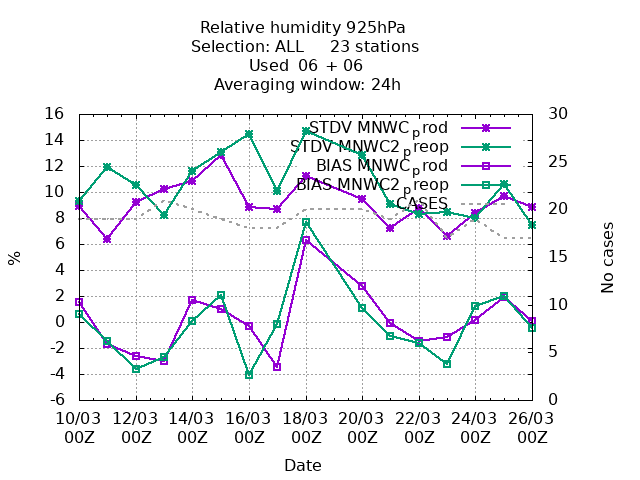 Relative humidity 925hPa
Selection: ALL 23 stations
Used 06 + 06
Averaging window: 24h
STDV MNWC_prod
STDV MNWC2_preop
BIAS MNWC_prod
BIAS MNWC2_preop
CASES
16
14
12
10
8
6
4
2
0
-2
-4
-6
%
30
25
20
15
10
5
0
No cases
10/03 12/03 14/03 16/03 18/03 20/03 22/03 24/03 26/03
00Z 00Z 00Z 00Z 00Z 00Z 00Z 00Z 00Z
Date